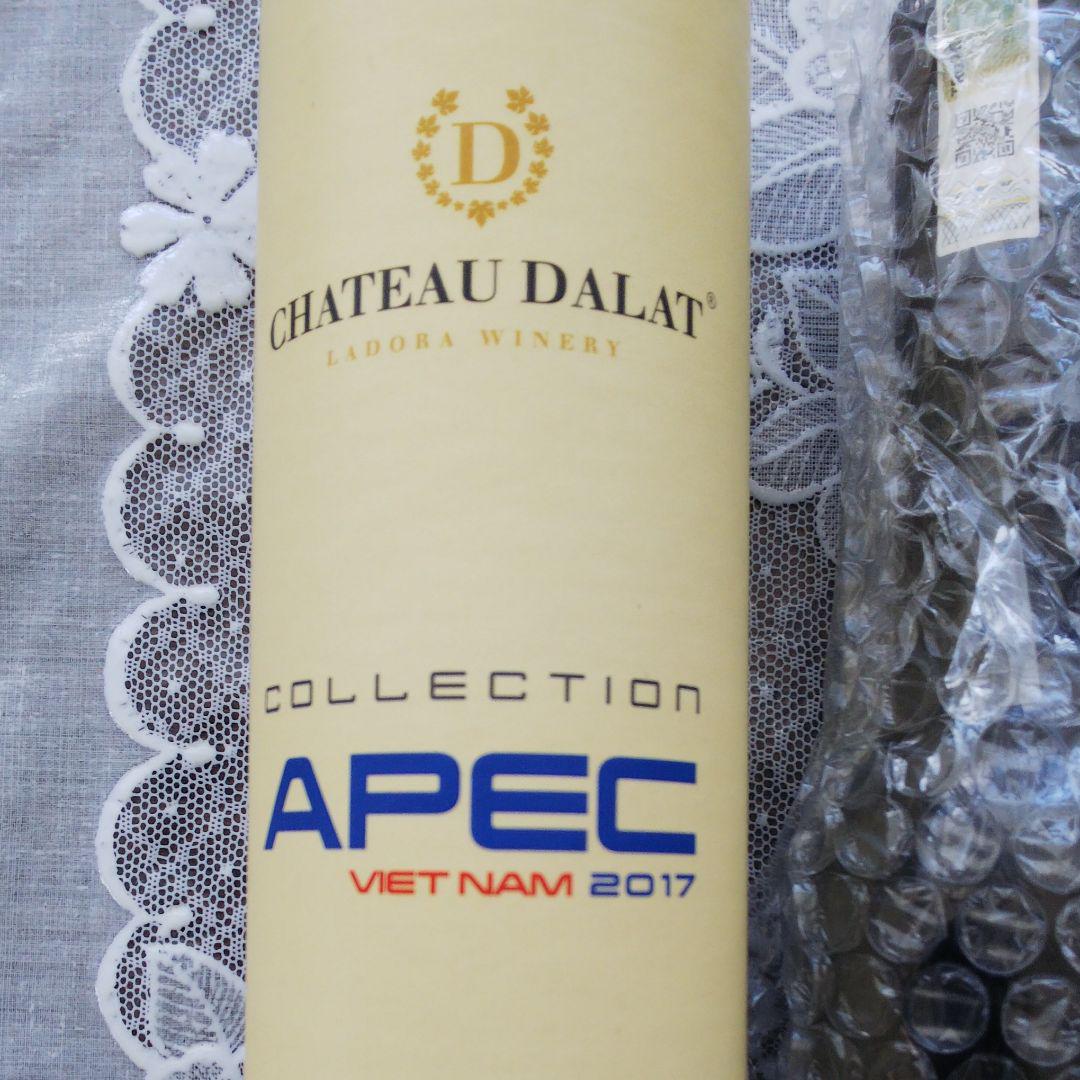 D
CHATEAU DALAT®
LADORA WINERY
COLLECTION
APEC
VIET NAM 2017